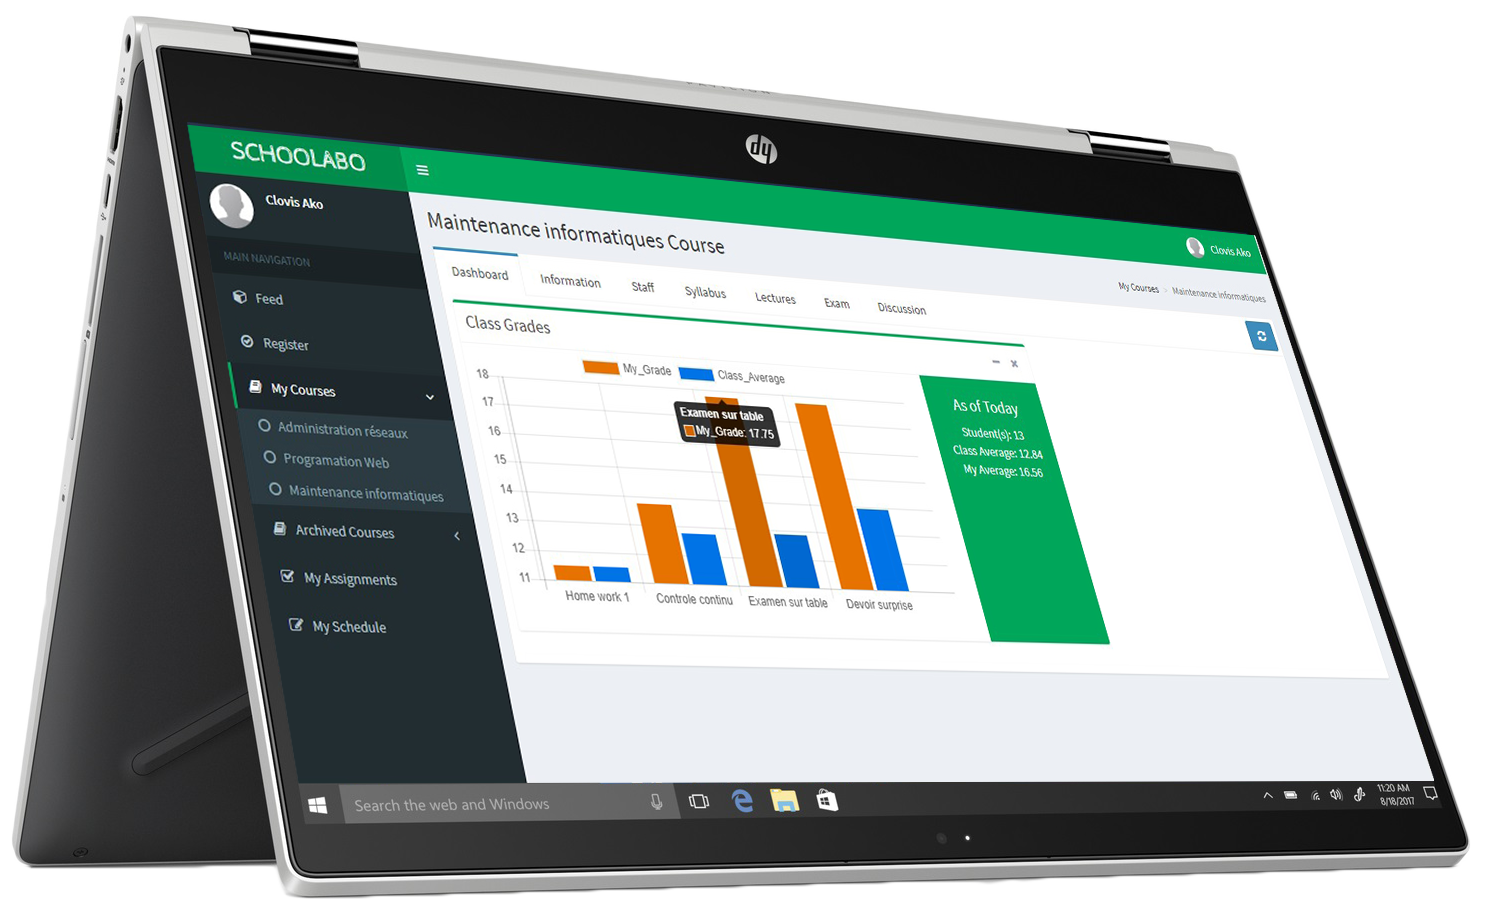 hp
SCHOOLABO
Clovis Ako
Clovis Ako
MAIN NAVIGATION
Feed
Register
My Courses
Administration réseaux
Programation Web
Maintenance informatiques
Archived Courses
My Assignments
My Schedule
Maintenance informatiques Course
My Courses > Maintenance informatiques
Dashboard Information Staff Syllabus Lectures Exam Discussion
Class Grades
My_Grade Class_Average
18
17
16
15
14
13
12
11
Examen sur table
My_Grade: 17.75
Home work 1 Controle continu Examen sur table Devoir surprise
As of Today
Student(s): 13
Class Average: 12.84
My Average: 16.56
Search the web and Windows
11:20 AM
8/18/2017